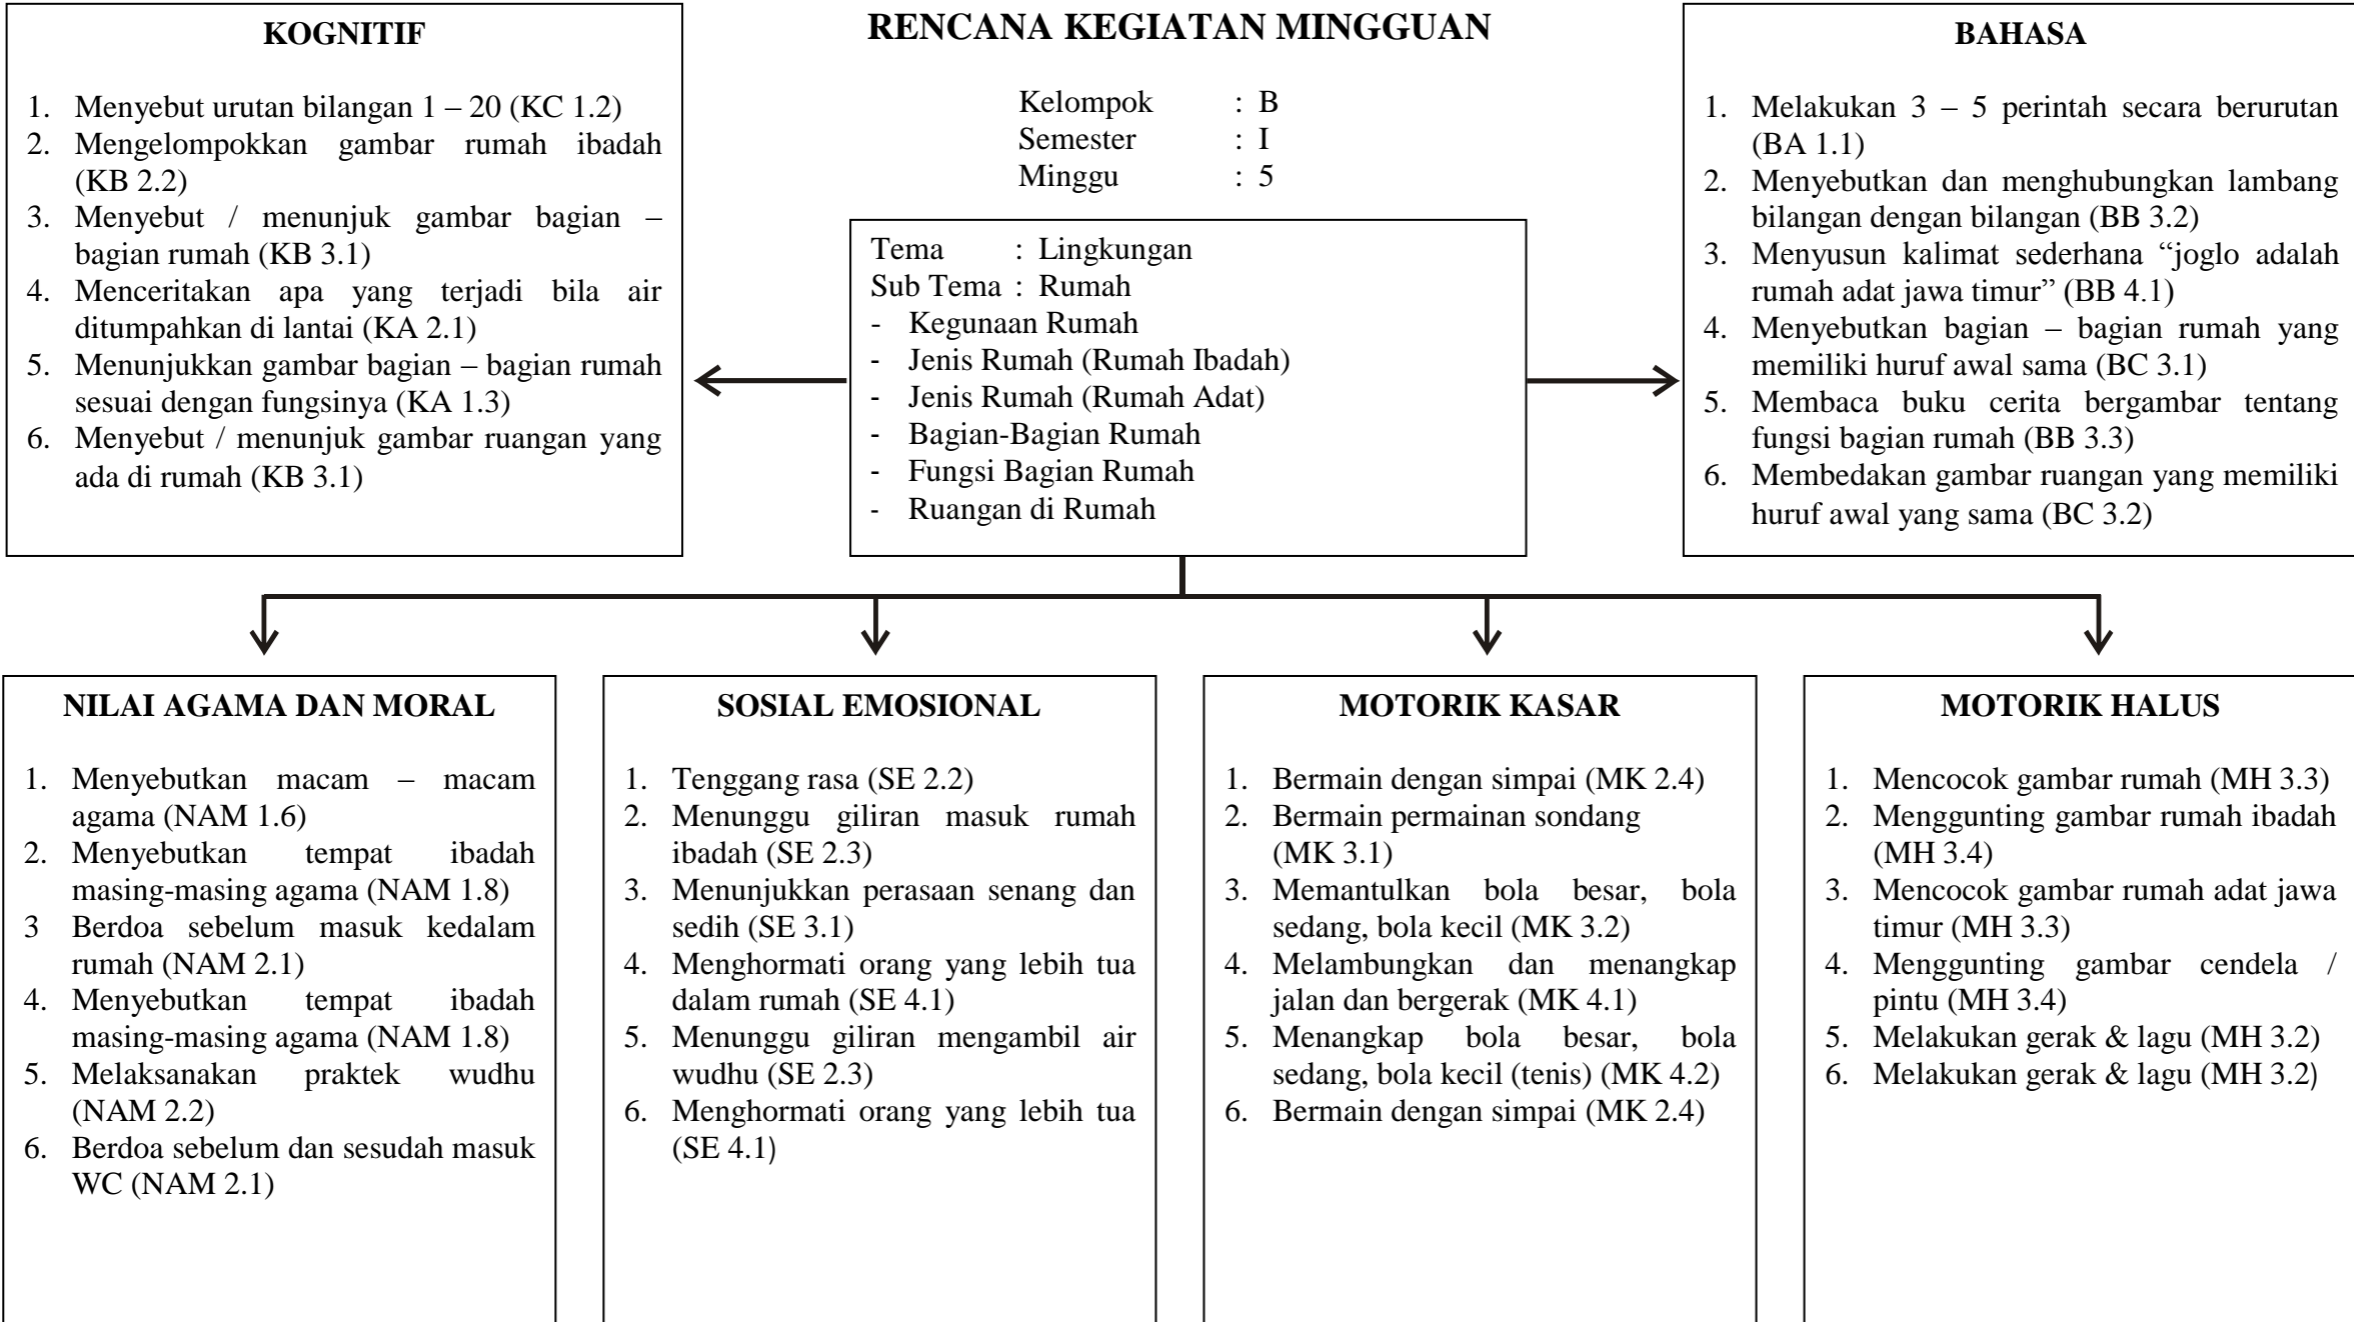 KOGNITIF
1. Menyebut urutan bilangan 1 – 20 (KC 1.2)
2. Mengelompokkan gambar rumah ibadah
(KB 2.2)
3. Menyebut / menunjuk gambar bagian –
bagian rumah (KB 3.1)
4. Menceritakan apa yang terjadi bila air
ditumpahkan di lantai (KA 2.1)
5. Menunjukkan gambar bagian – bagian rumah
sesuai dengan fungsinya (KA 1.3)
6. Menyebut / menunjuk gambar ruangan yang
ada di rumah (KB 3.1)
RENCANA KEGIATAN MINGGUAN
Kelompok : B
Semester : I
Minggu : 5
Tema : Lingkungan
Sub Tema : Rumah
- Kegunaan Rumah
- Jenis Rumah (Rumah Ibadah)
- Jenis Rumah (Rumah Adat)
- Bagian-Bagian Rumah
- Fungsi Bagian Rumah
- Ruangan di Rumah
BAHASA
1. Melakukan 3 – 5 perintah secara berurutan
(BA 1.1)
2. Menyebutkan dan menghubungkan lambang
bilangan dengan bilangan (BB 3.2)
3. Menyusun kalimat sederhana “joglo adalah
rumah adat jawa timur” (BB 4.1)
4. Menyebutkan bagian – bagian rumah yang
memiliki huruf awal sama (BC 3.1)
5. Membaca buku cerita bergambar tentang
fungsi bagian rumah (BB 3.3)
6. Membedakan gambar ruangan yang memiliki
huruf awal yang sama (BC 3.2)
NILAI AGAMA DAN MORAL
1. Menyebutkan macam – macam
agama (NAM 1.6)
2. Menyebutkan tempat ibadah
masing-masing agama (NAM 1.8)
3 Berdoa sebelum masuk kedalam
rumah (NAM 2.1)
4. Menyebutkan tempat ibadah
masing-masing agama (NAM 1.8)
5. Melaksanakan praktek wudhu
(NAM 2.2)
6. Berdoa sebelum dan sesudah masuk
WC (NAM 2.1)
SOSIAL EMOSIONAL
1. Tenggang rasa (SE 2.2)
2. Menunggu giliran masuk rumah
ibadah (SE 2.3)
3. Menunjukkan perasaan senang dan
sedih (SE 3.1)
4. Menghormati orang yang lebih tua
dalam rumah (SE 4.1)
5. Menunggu giliran mengambil air
wudhu (SE 2.3)
6. Menghormati orang yang lebih tua
(SE 4.1)
MOTORIK KASAR
1. Bermain dengan simpai (MK 2.4)
2. Bermain permainan sondang
(MK 3.1)
3. Memantulkan bola besar, bola
sedang, bola kecil (MK 3.2)
4. Melambungkan dan menangkap
jalan dan bergerak (MK 4.1)
5. Menangkap bola besar, bola
sedang, bola kecil (tenis) (MK 4.2)
6. Bermain dengan simpai (MK 2.4)
MOTORIK HALUS
1. Mencocok gambar rumah (MH 3.3)
2. Menggunting gambar rumah ibadah
(MH 3.4)
3. Mencocok gambar rumah adat jawa
timur (MH 3.3)
4. Menggunting gambar cendela /
pintu (MH 3.4)
5. Melakukan gerak & lagu (MH 3.2)
6. Melakukan gerak & lagu (MH 3.2)